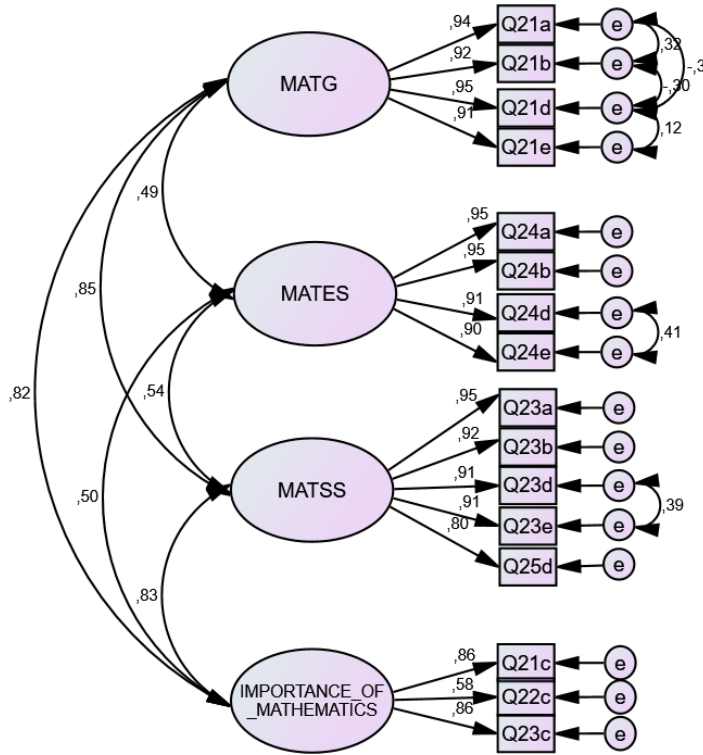 ,94
Q21a
e
,32
MATG
,92
Q21b
e
-,3
,95
Q21d
e
-,30
,91
Q21e
e
,12
,49
,95
Q24a
e
,95
Q24b
e
,85
MATES
,91
Q24d
e
,90
Q24e
e
,41
,82
,54
,95
Q23a
e
,92
Q23b
e
,50
MATSS
,91
Q23d
e
,91
Q23e
e
,39
,80
Q25d
e
,83
,86
Q21c
e
IMPORTANCE_OF
_MATHEMATICS
,58
Q22c
e
,86
Q23c
e